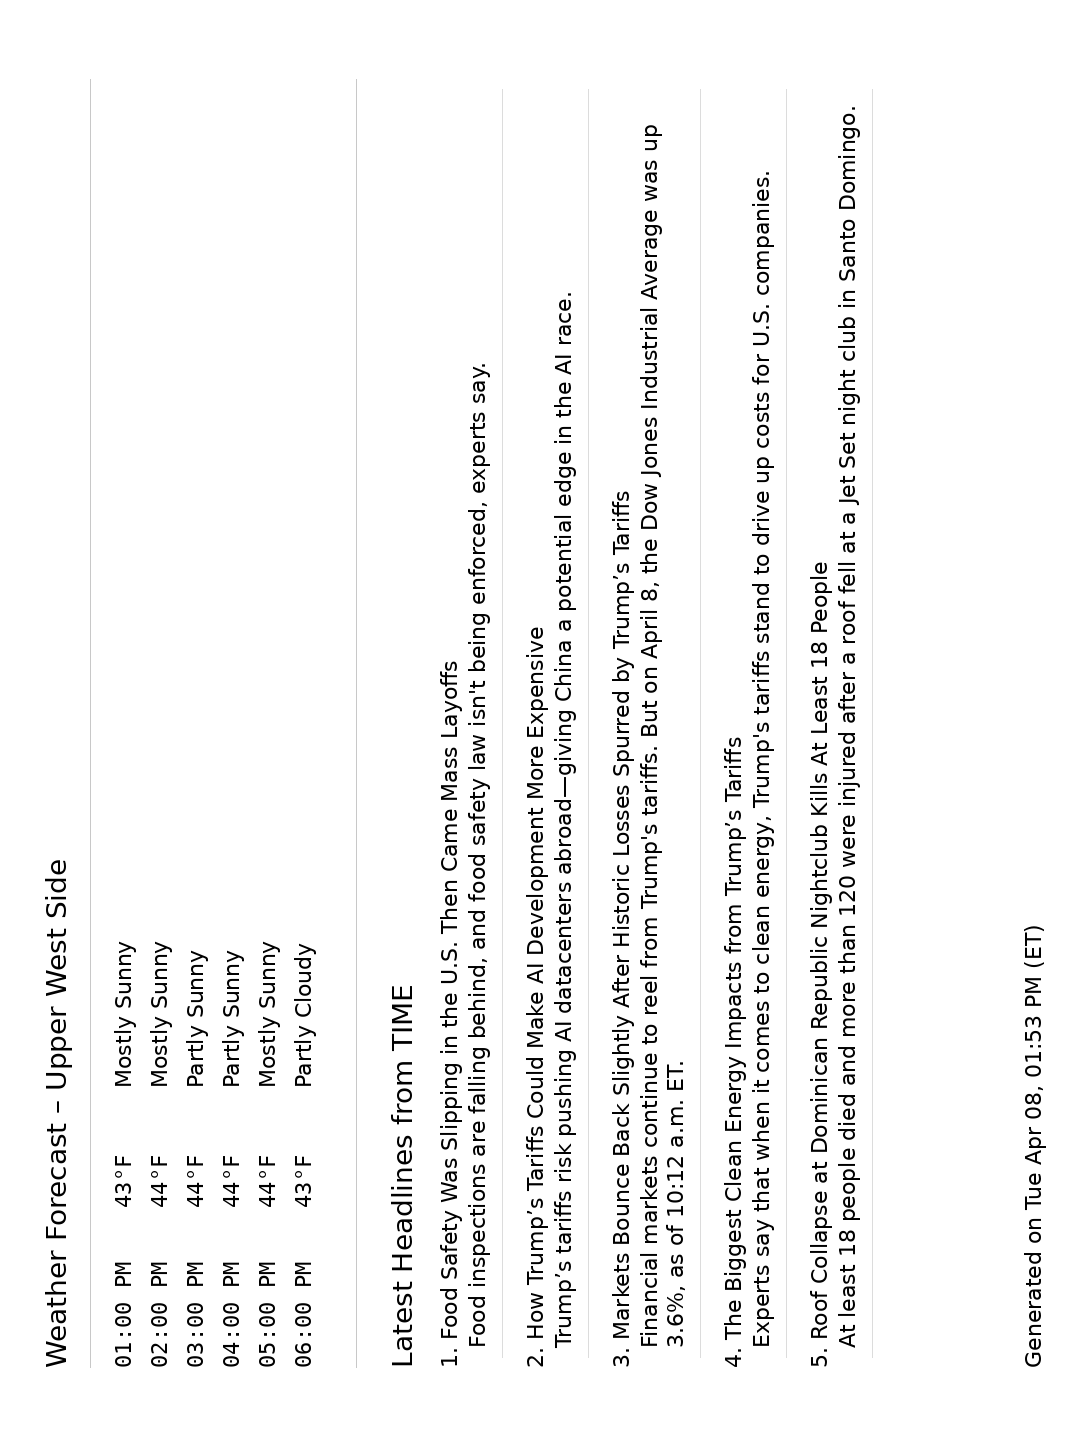 Weather Forecast – Upper West Side
01:00 PM 43°F Mostly Sunny
02:00 PM 44°F Mostly Sunny
03:00 PM 44°F Partly Sunny
04:00 PM 44°F Partly Sunny
05:00 PM 44°F Mostly Sunny
06:00 PM 43°F Partly Cloudy
Latest Headlines from TIME
1. Food Safety Was Slipping in the U.S. Then Came Mass Layoffs
Food inspections are falling behind, and food safety law isn't being enforced, experts say.
2. How Trump’s Tariffs Could Make AI Development More Expensive
Trump’s tariffs risk pushing AI datacenters abroad—giving China a potential edge in the AI race.
3. Markets Bounce Back Slightly After Historic Losses Spurred by Trump’s Tariffs
Financial markets continue to reel from Trump's tariffs. But on April 8, the Dow Jones Industrial Average was up
3.6%, as of 10:12 a.m. ET.
4. The Biggest Clean Energy Impacts from Trump’s Tariffs
Experts say that when it comes to clean energy, Trump's tariffs stand to drive up costs for U.S. companies.
5. Roof Collapse at Dominican Republic Nightclub Kills At Least 18 People
At least 18 people died and more than 120 were injured after a roof fell at a Jet Set night club in Santo Domingo.
Generated on Tue Apr 08, 01:53 PM (ET)